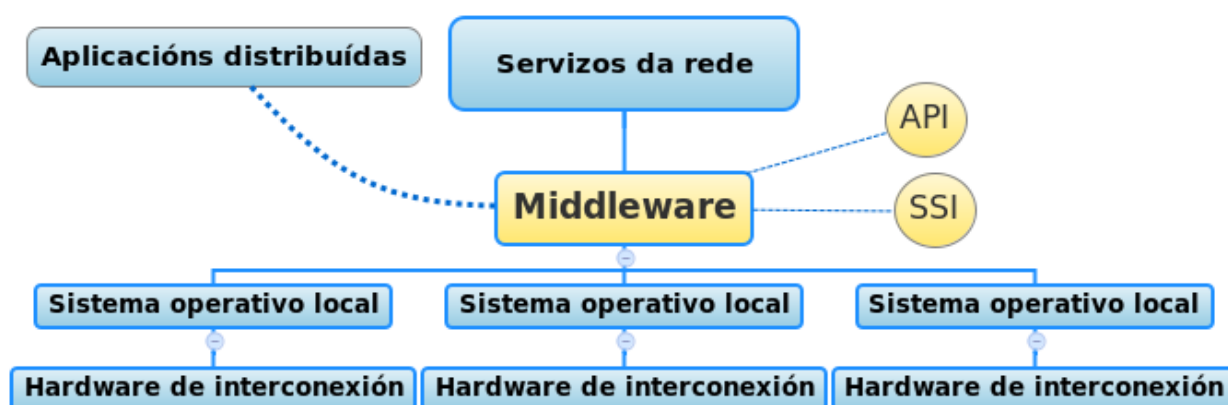 Aplicacións distribuídas
Servizos da rede
API
Middleware
SSI
Sistema operativo local
Sistema operativo local
Sistema operativo local
Hardware de interconexión
Hardware de interconexión
Hardware de interconexión